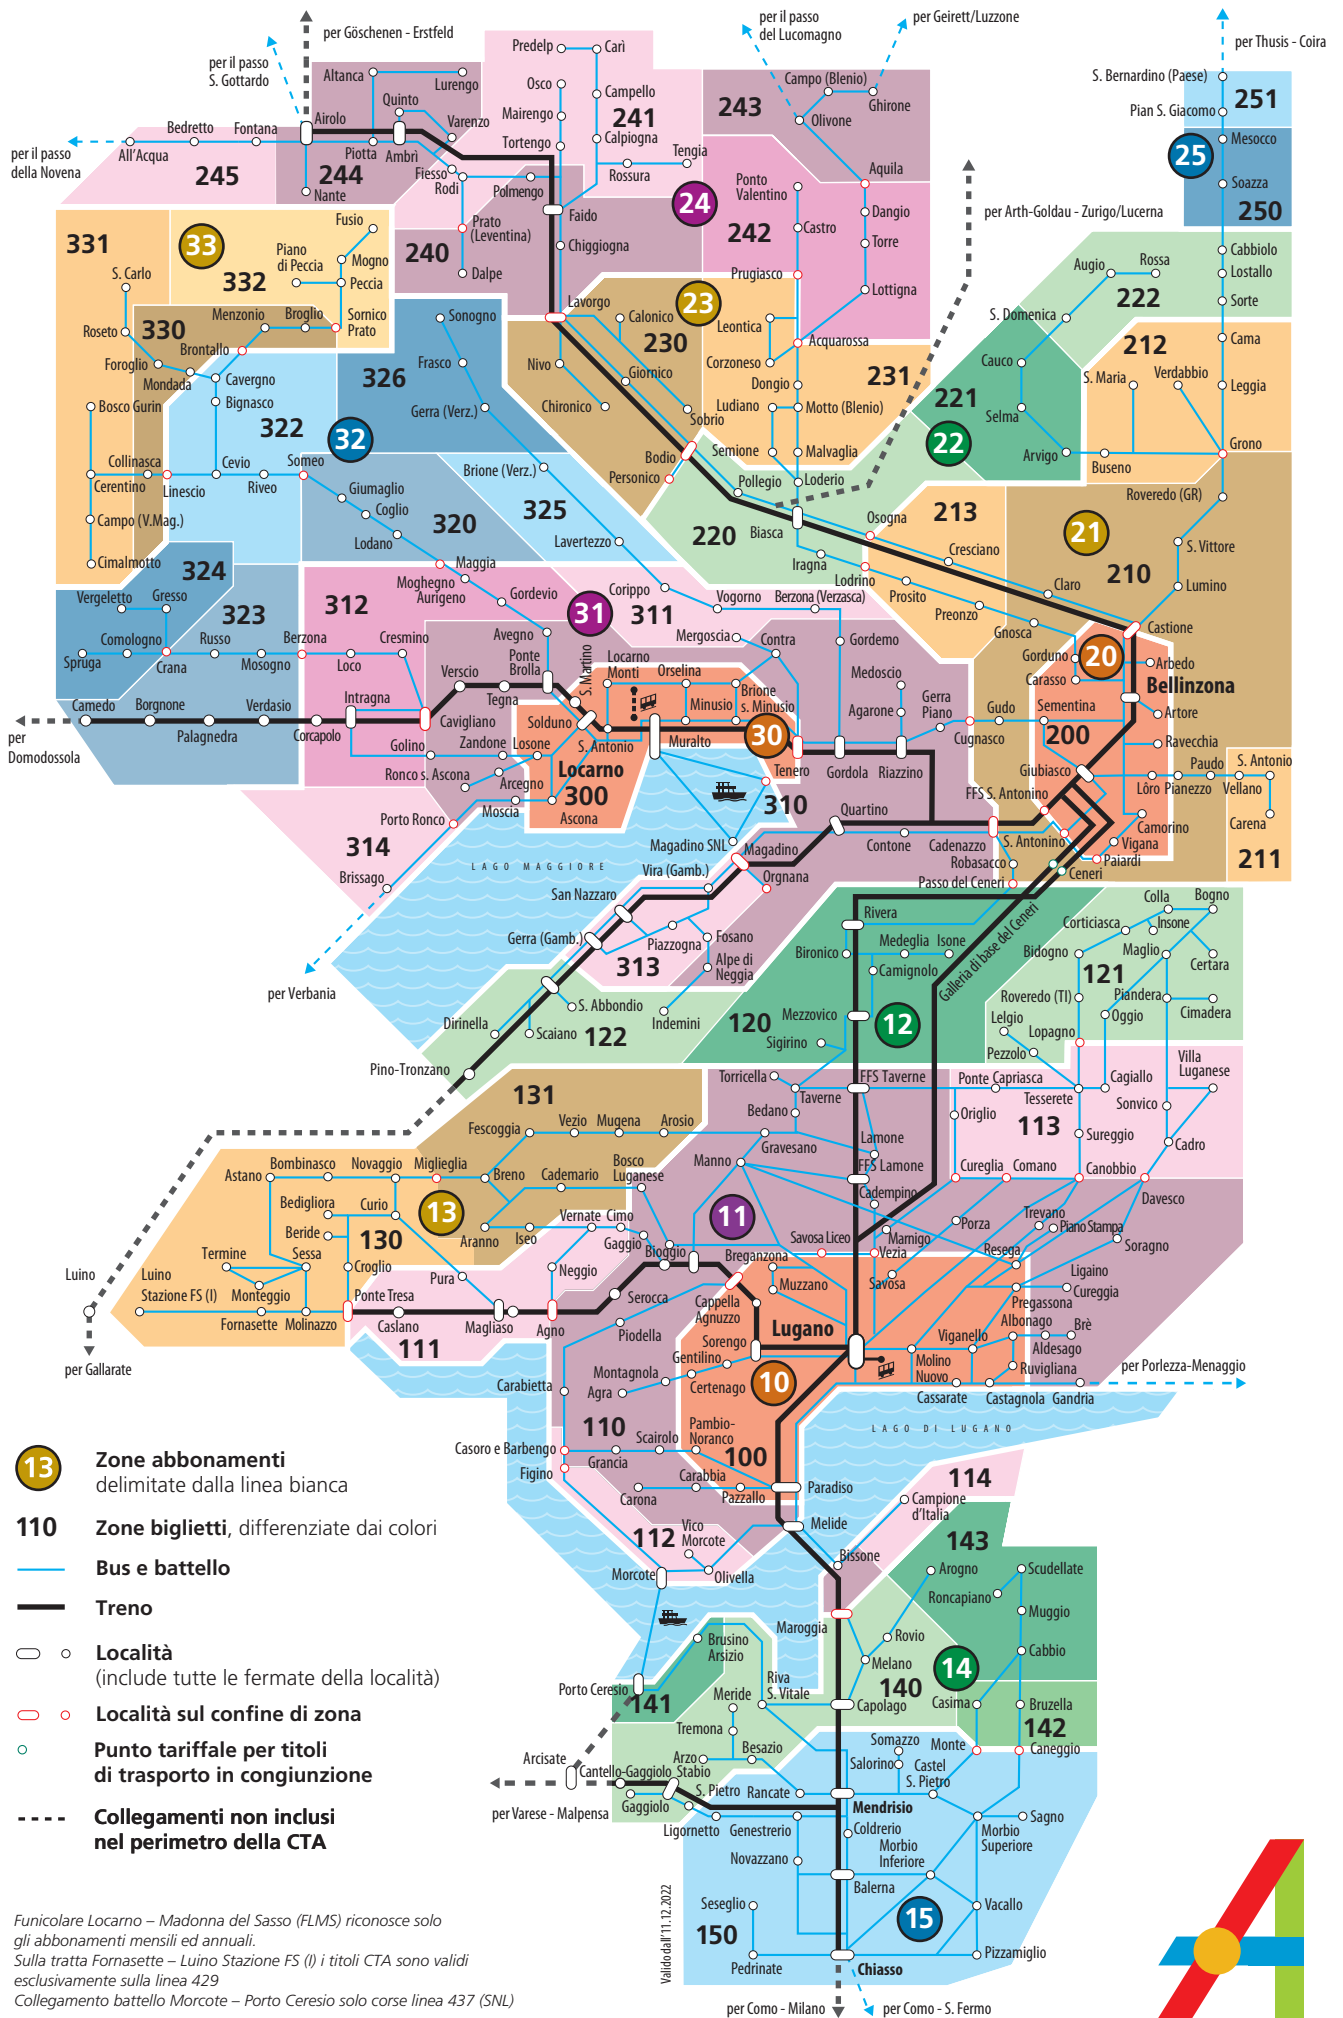 per Göschenen - Erstfeld
per il passo
S. Gottardo
per il passo
della Novena
per il passo
del Lucomagno
per Geirett/Luzzone
per Thusis - Coira
per Arth-Goldau - Zurigo/Lucerna
Predelp
Carì
Osco
Campello
Mairengo
241
Calpiogna
Tortengo
Tengia
Rossura
Altanca
Lurengo
Quinto
Varenzo
Airolo
Bedretto
Fontana
All'Acqua
Piotta
Ambrì
245
244
Nante
Fiesso
Rodi
Polmengo
Prato
(Leventina)
240
Dalpe
Faido
Chiggiogna
Lavorgo
24
243
Campo (Blenio)
Ghirone
Olivone
Aquila
Ponto
Valentino
242
Castro
Dangio
Torre
Prugiasco
Lottigna
Acquarossa
S. Bernardino (Paese)
Pian S. Giacomo
251
25
Mesocco
Soazza
250
Cabbiolo
Lostallo
Sorte
Augio
Rossa
222
S. Domenica
Cauco
221
Selma
22
Arvigo
212
Cama
S. Maria
Verdabbio
Leggia
Grono
Buseno
Roveredo (GR)
331
33
332
Fusio
Piano
di Peccia
Mogno
Peccia
S. Carlo
330
Menzonio
Broglio
Sornico
Prato
Roseto
Brontallo
Foroglio
Mondada
Cavergno
Bignasco
Bosco Gurin
322
Collinasca
Cerentino
Linescio
Cevio
Riveo
Someo
Campo (V.Mag.)
Cimalmotto
Sonogno
326
Frasco
Gerra (Verz.)
32
Brione (Verz.)
Giumaglio
Coglio
Lodano
320
325
Lavertezzo
Maggia
23
Calonico
230
Nivo
Giornico
Chironico
Sobrio
Bodio
Personico
Leontica
Corzoneso
Dongio
231
Ludiano
Motto (Blenio)
Semione
Malvaglia
Pollegio
Loderio
220
Biasca
Iragna
Osogna
213
Cresciano
Lodrino
Prosito
Preonzo
Claro
Gnosca
21
210
S. Vittore
Lumino
Castione
324
323
Vergeletto
Gresso
Comologno
Spruga
Crana
Russo
Mosogno
Berzona
312
Loco
Cresmino
Moghegno
Aurigeno
Gordevio
31
Corippo
311
Vogorno
Berzona (Verzasca)
Mergoscia
Contra
Gordemo
Avegno
Ponte
Brolla
S. Martino
Verscio
Tegna
Intragna
Cavigliano
Camedo
Borgnone
Palagnedra
Verdasio
Corcapolo
per
Domodossola
Golino
Zandone
Losone
Ronco s. Ascona
Arcegno
Moscia
Porto Ronco
314
Brissago
Solduno
S. Antonio
Locarno
Monti
Orselina
Minusio
Brione
s. Minusio
Muralto
30
Locarno
300
Ascona
Tenero
310
Gordola
Riazzino
Medoscio
Agarone
Gerra
Piano
Cugnasco
Gudo
Sementina
20
Gorduno
Carasso
Arbedo
Bellinzona
Artore
200
Ravecchia
Giubiasco
Lôro
Pianezzo
Paudo
S. Antonio
Vellano
Carena
211
FFS S. Antonino
S. Antonino
Camorino
Vigana
Paiardi
Ceneri
Robasacco
Passo del Ceneri
Cadenazzo
Contone
Quartino
Magadino SNL
Magadino
Vira (Gamb.)
Orgnana
San Nazzaro
Gerra (Gamb.)
Piazzogna
Fosano
Alpe di
Neggia
313
Indemini
LAGO MAGGIORE
per Verbania
S. Abbondio
Dirinella
Scaiano
122
Pino-Tronzano
Rivera
Bironico
Medeglia
Isone
Camignolo
Galleria di base del Ceneri
120
Mezzovico
12
Sigirino
Colla
Bogno
Corticiasca
Insone
Bidogno
Maglio
Certara
121
Roveredo (TI)
Piandera
Cimadera
Lelgio
Lopagno
Oggio
Pezzolo
Torricella
Bedano
Taverne
FFS Taverne
Ponte Capriasca
Tesserete
Cagiallo
Villa
Luganese
Origlio
113
Sonvico
Sureggio
Cadro
Cureglia
Comano
Canobbio
Davesco
131
Fescoggia
Vezio
Mugena
Arosio
Gravesano
Manno
Lamone
FFS Lamone
Cadempino
Astano
Bombinasco
Novaggio
Miglieglia
Breno
Cademario
Bosco
Luganese
Bedigliora
Curio
13
Beride
130
Aranno
Iseo
Vernate
Cimo
Gaggio
Bioggio
11
Termine
Sessa
Croglio
Pura
Neggio
Luino
Stazione FS (I)
Monteggio
Fornasette
Molinazzo
Ponte Tresa
Caslano
Magliaso
Agno
111
Luino
per Gallarate
Serocca
Piodella
Breganzona
Muzzano
Cappella
Agnuzzo
Savosa Liceo
Manigo
Vezia
Savosa
Porza
Trevano
Piano Stampa
Resega
Soragno
Ligaino
Cureggia
Pregassona
Albonago
Brè
Aldesago
Viganello
Ruvigliana
Molino
Nuovo
Cassarate
Castagnola
Gandria
per Porlezza-Menaggio
Lugano
Sorengo
Gentilino
10
Certenago
Montagnola
Agra
Carabietta
110
Scairolo
Pambio-
Noranco
100
Casoro e Barbengo
Figino
Grancia
Carabbia
Carona
Pazzallo
Paradiso
LAGO DI LUGANO
112
Vico
Morcote
Melide
Morcote
Olivella
Bissone
114
Campione
d'Italia
143
Arogno
Scudellate
Roncapiano
Muggio
Maroggia
Rovio
Cabbio
Melano
14
140
Casima
Bruzella
142
Monte
Caneggio
Brusino
Arsizio
Porto Ceresio
141
Riva
S. Vitale
Capolago
Meride
Tremona
Arzo
Besazio
Arcisate
Cantello-Gaggiolo
Stabio
Gaggiolo
S. Pietro
Rancate
per Varese - Malpensa
Ligornetto
Genestrerio
Somazzo
Salorino
Castel
S. Pietro
Mendrisio
Coldrerio
Morbio
Superiore
Sagno
Morbio
Inferiore
Novazzano
Balerna
15
Vacallo
Seseglio
150
Pedrinate
Chiasso
Pizzamiglio
per Como - Milano
per Como - S. Fermo
Valido dall'11.12.2022
13
Zone abbonamenti
delimitate dalla linea bianca
110
Zone biglietti, differenziate dai colori
Bus e battello
Treno
Località
(include tutte le fermate della località)
Località sul confine di zona
Punto tariffale per titoli
di trasporto in congiunzione
Collegamenti non inclusi
nel perimetro della CTA
Funicolare Locarno – Madonna del Sasso (FLMS) riconosce solo
gli abbonamenti mensili ed annuali.
Sulla tratta Fornasette – Luino Stazione FS (I) i titoli CTA sono validi
esclusivamente sulla linea 429
Collegamento battello Morcote – Porto Ceresio solo corse linea 437 (SNL)